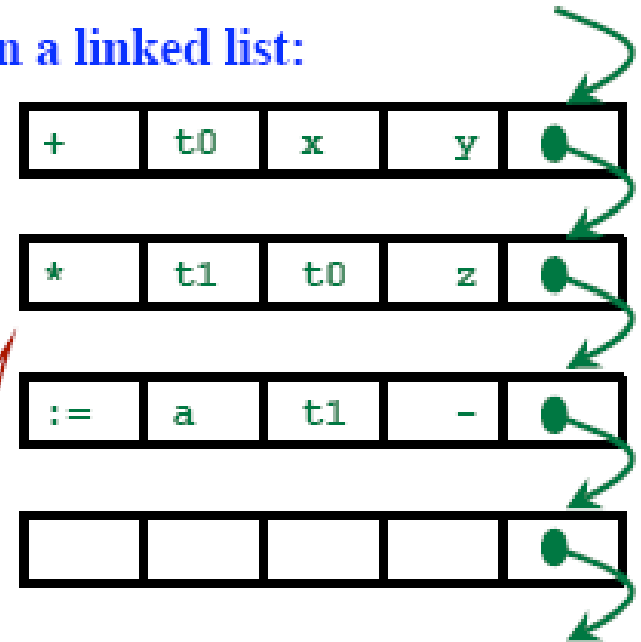 a linked list:
+ t0 x y
* t1 t0 z
:= a t1 -